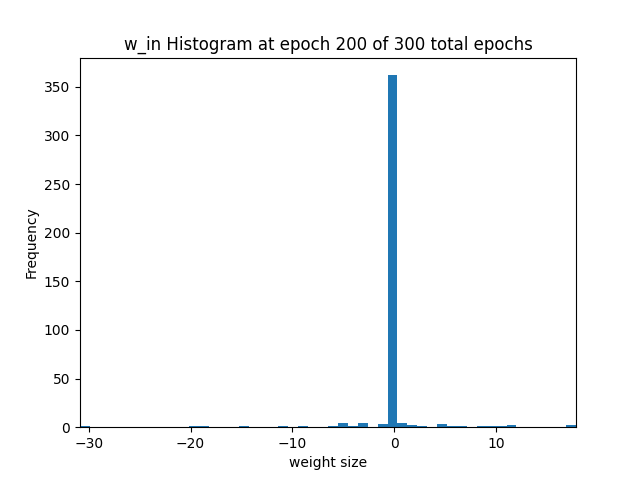 w_in Histogram at epoch 200 of 300 total epochs
350
300
250
200
150
100
50
0
Frequency
−30 −20 −10 0 10
weight size